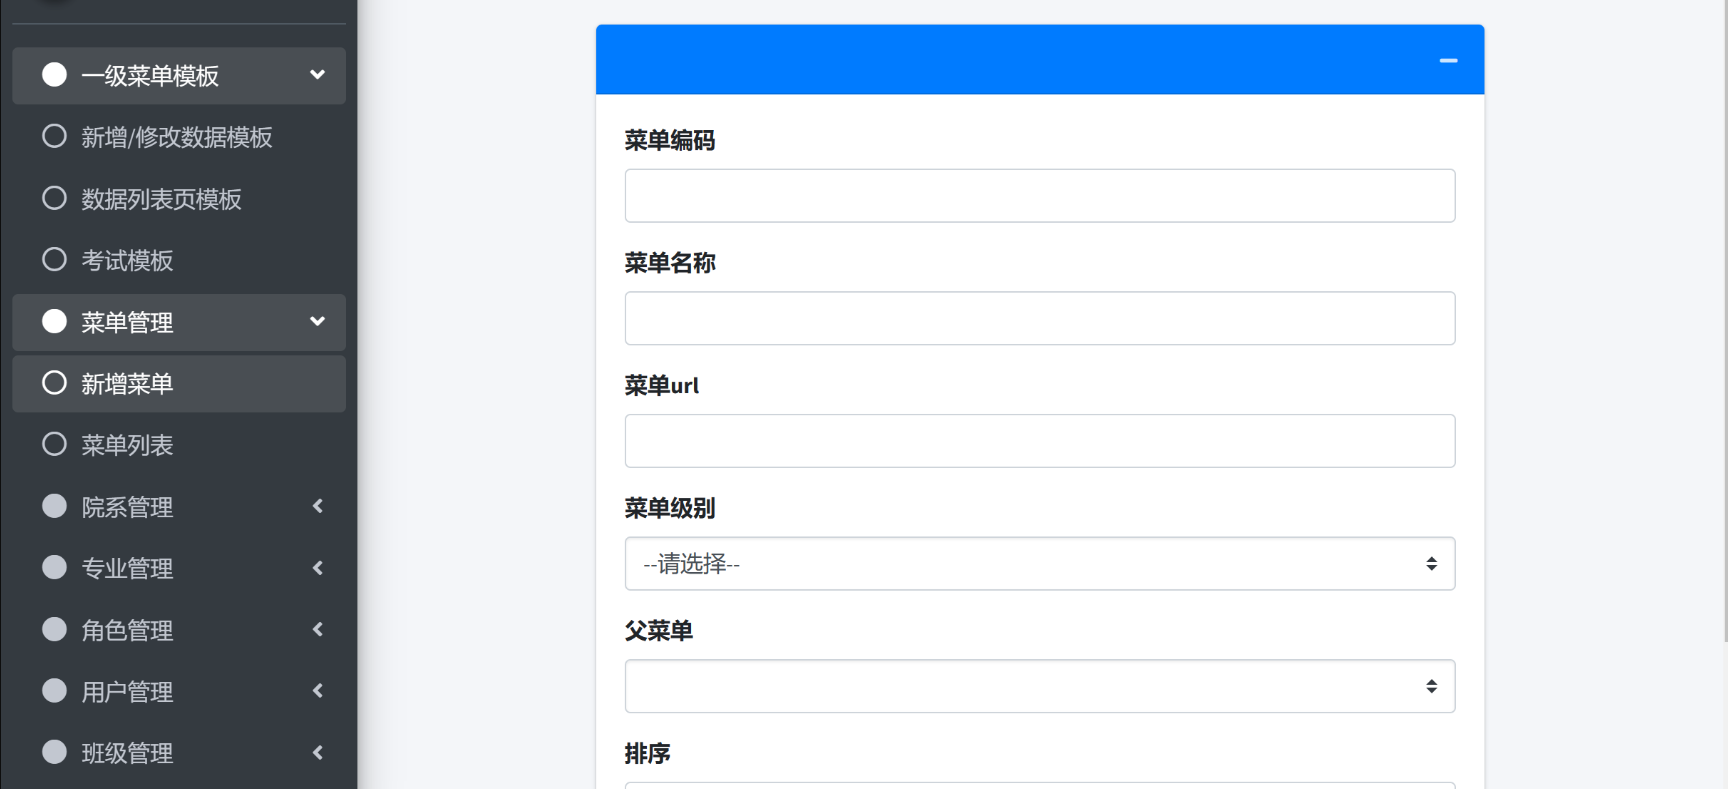 一级菜单模板
新增/修改数据模板
数据列表页模板
考试模板
菜单管理
新增菜单
菜单列表
院系管理
专业管理
角色管理
用户管理
班级管理
菜单编码
菜单名称
菜单url
菜单级别
--请选择--
父菜单
排序